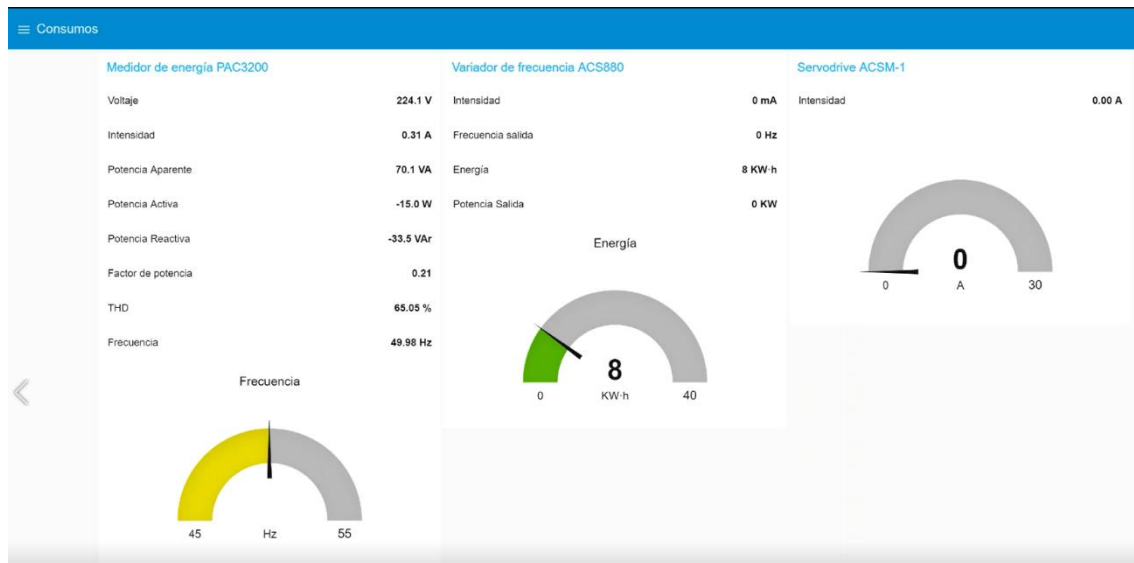 Consumos
Medidor de energía PAC3200
Voltaje 224.1 V
Intensidad 0.31 A
Potencia Aparente 70.1 VA
Potencia Activa -15.0 W
Potencia Reactiva -33.5 VAr
Factor de potencia 0.21
THD 65.05 %
Frecuencia 49.98 Hz
Frecuencia
45 Hz 55
Variador de frecuencia ACS880
Intensidad 0 mA
Frecuencia salida 0 Hz
Energía 8 KW·h
Potencia Salida 0 KW
Energía
8
0 KW·h 40
Servodrive ACSM-1
Intensidad 0.00 A
0
0 A 30